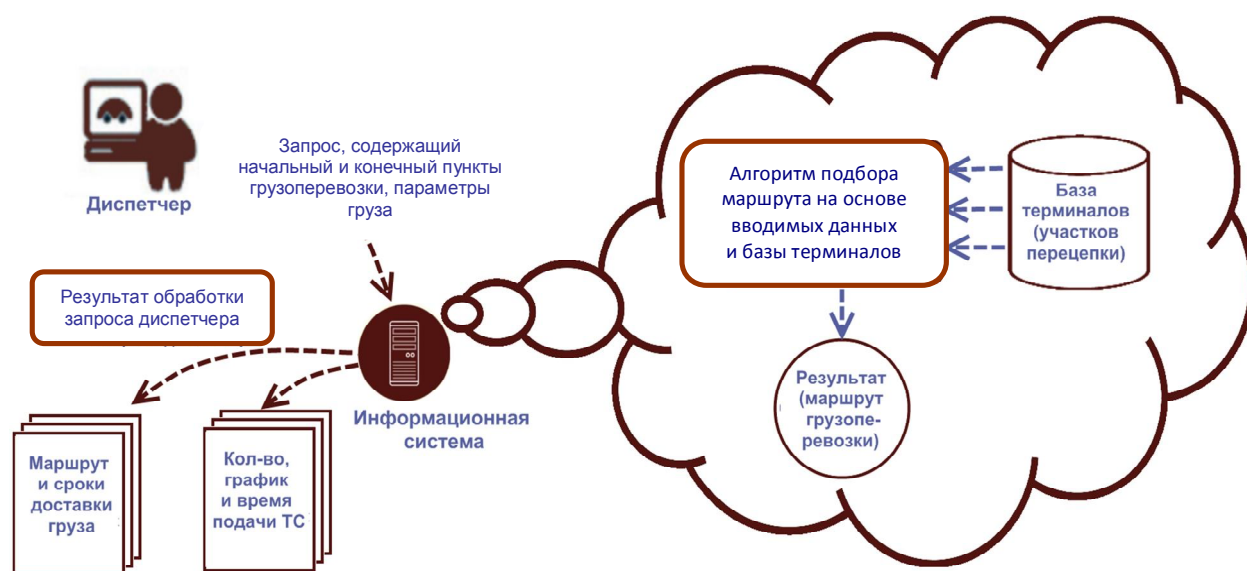 Диспетчер
Запрос, содержащий
начальный и конечный пункты
грузоперевозки, параметры
груза
Результат обработки
запроса диспетчера
Информационная
система
Маршрут
и сроки
доставки
груза
Кол-во,
график
и время
подачи ТС
Алгоритм подбора
маршрута на основе
вводимых данных
и базы терминалов
База
терминалов
(участков
перецепки)
Результат
(маршрут
грузопе-
ревозки)